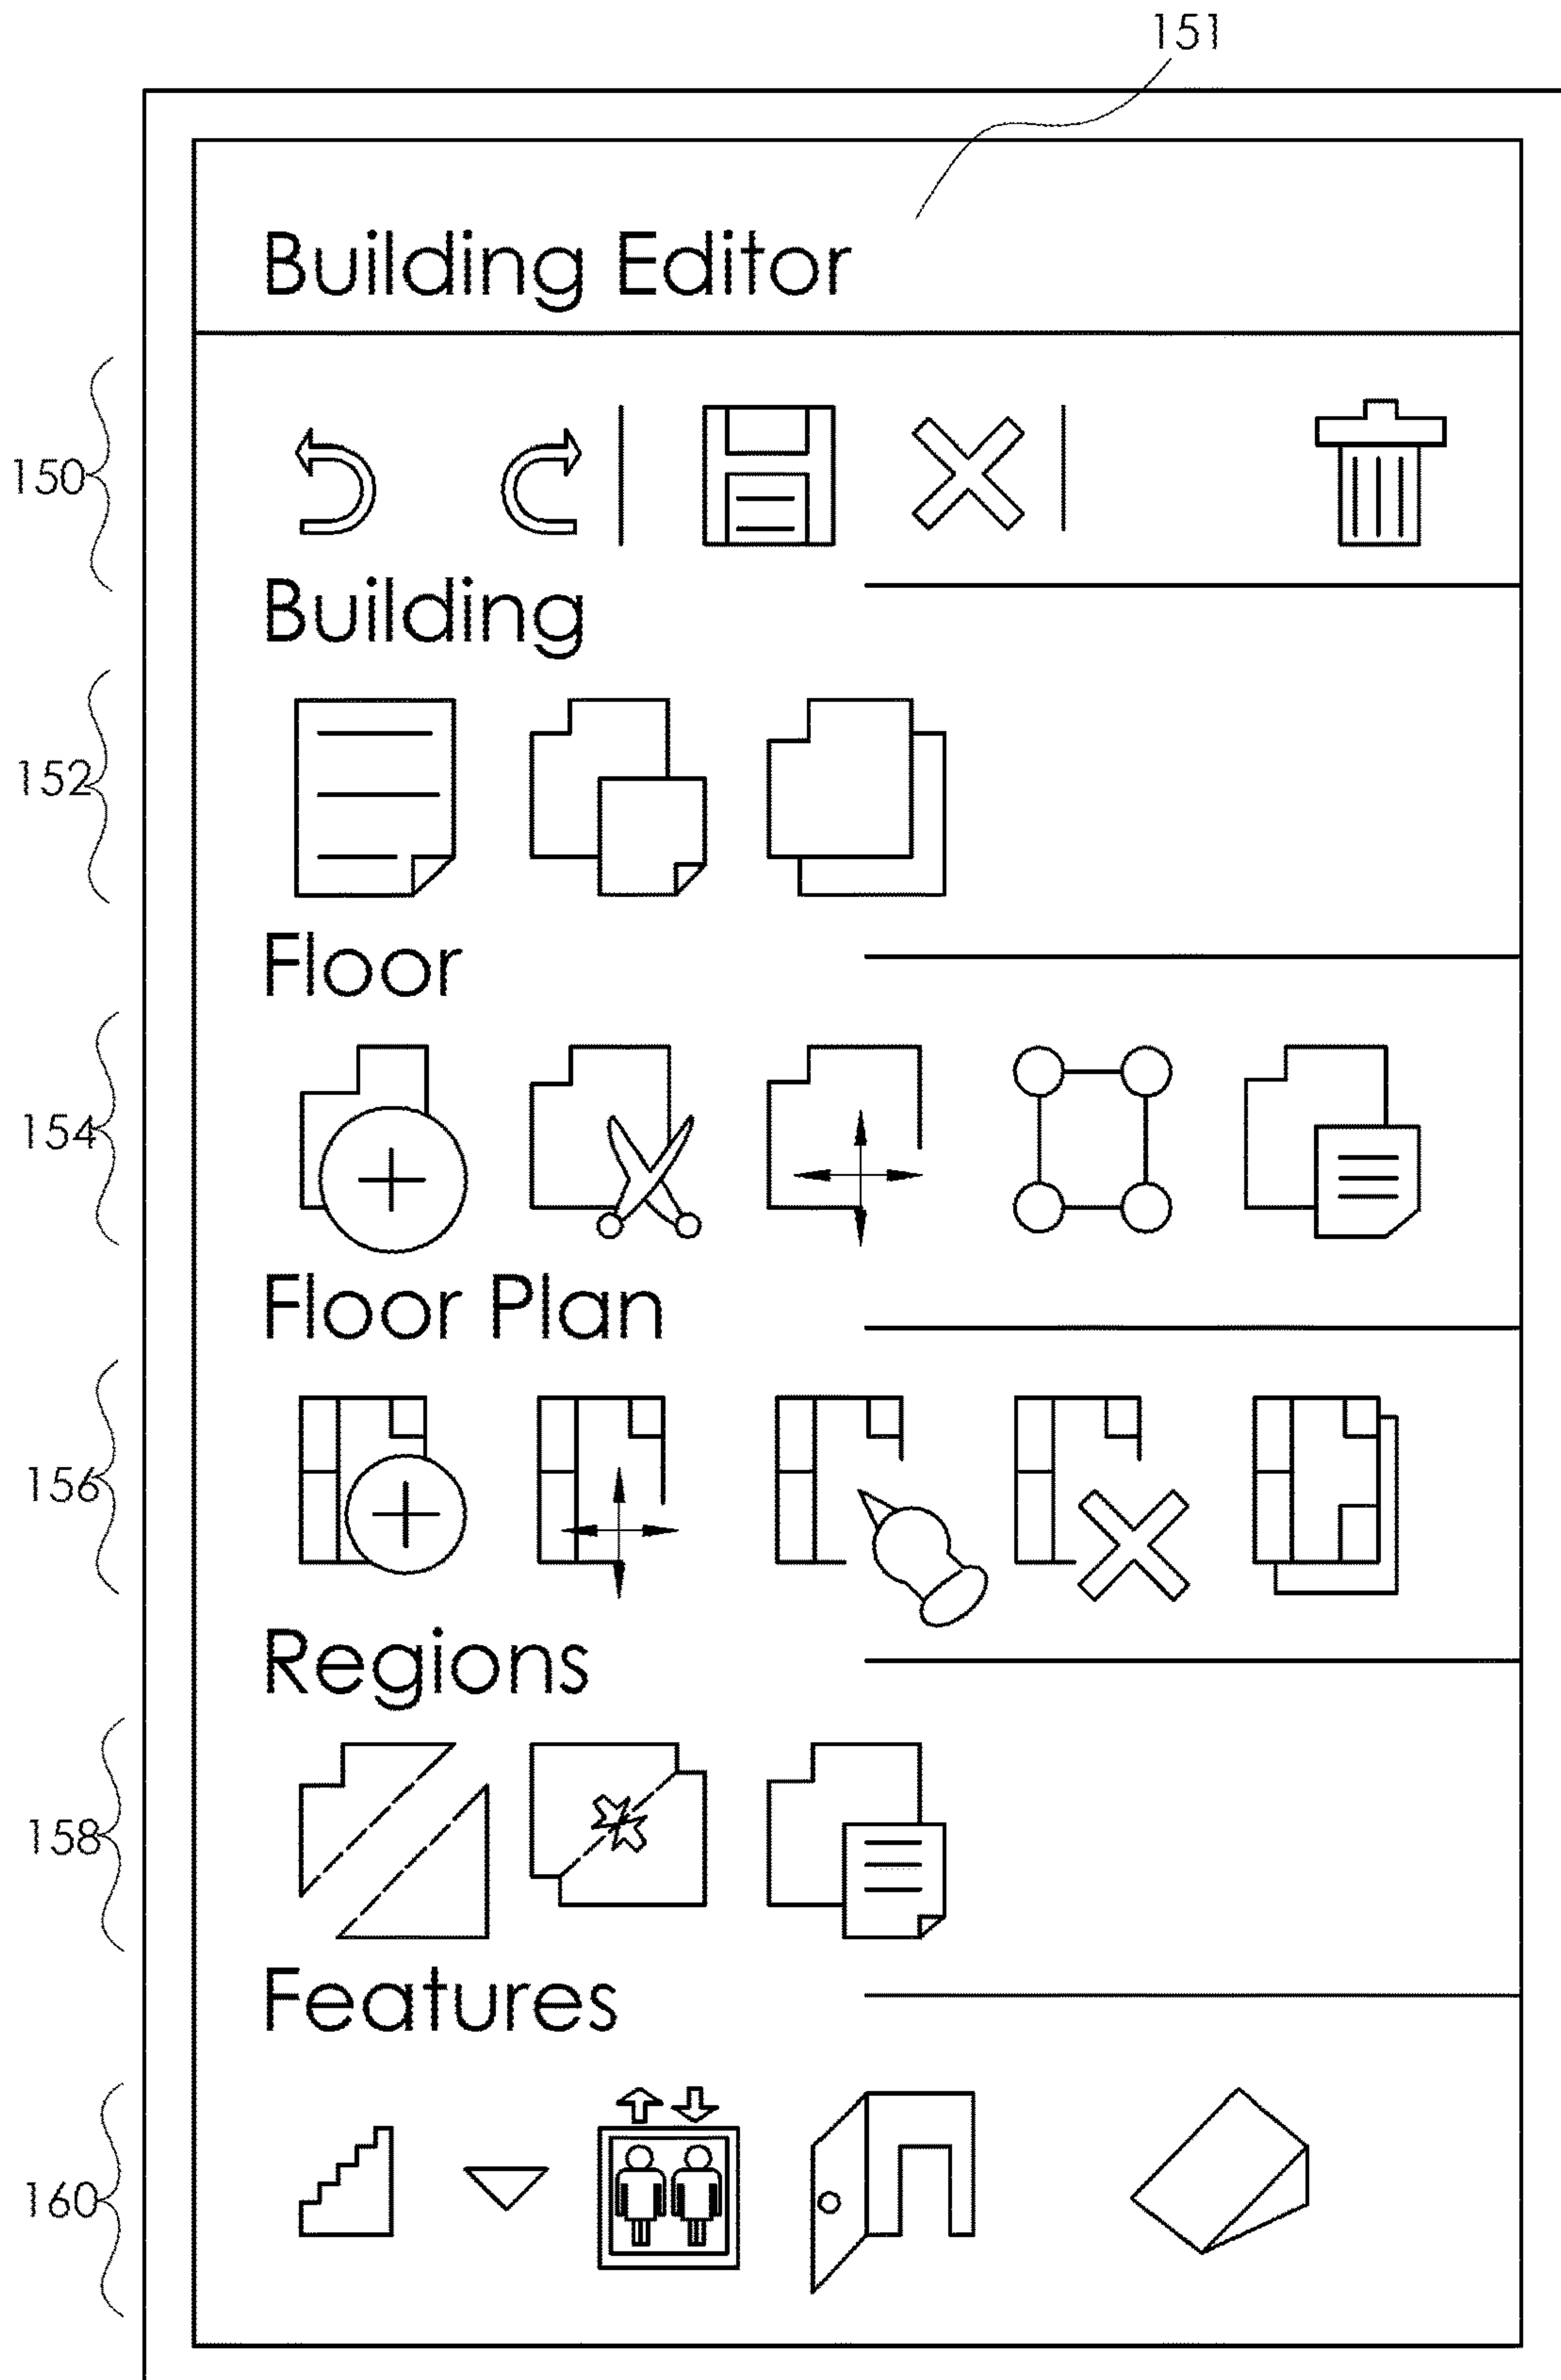 151
Building Editor
150
Building
152
Floor
154
Floor Plan
156
Regions
158
Features
160